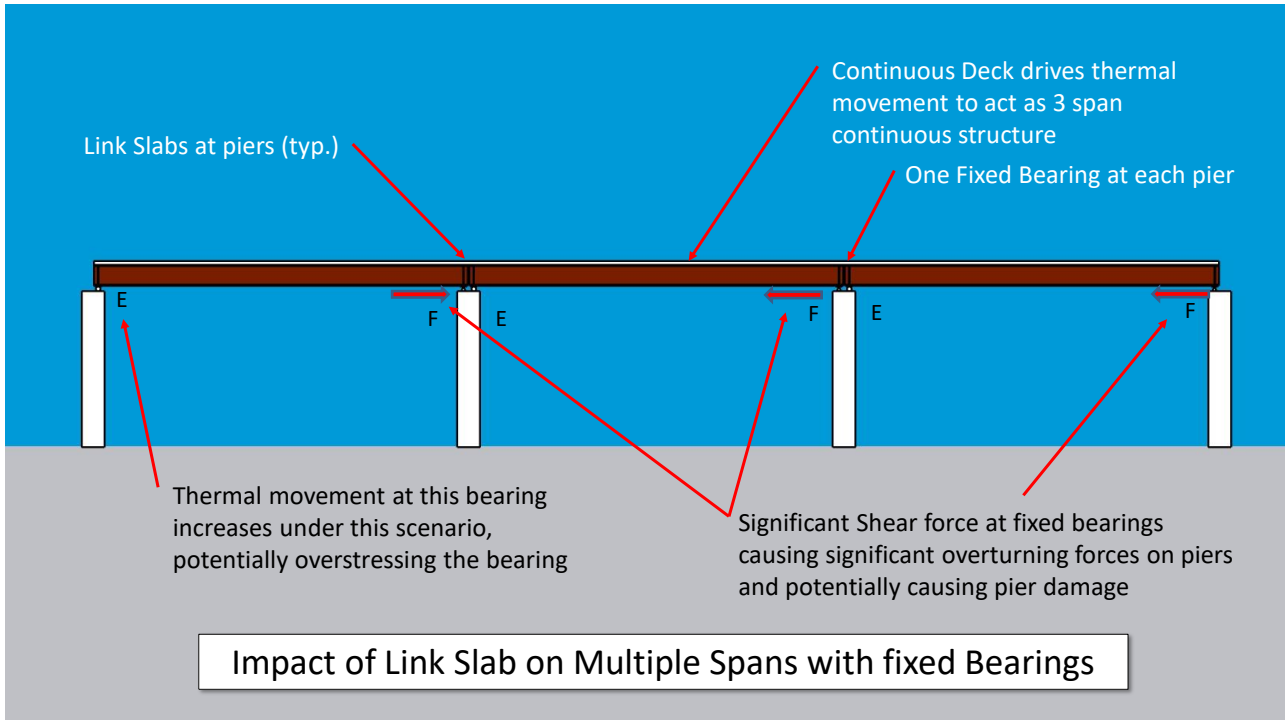 Continuous Deck drives thermal
movement to act as 3 span
continuous structure
Link Slabs at piers (typ.)
One Fixed Bearing at each pier
E
F
E
F
E
F
Thermal movement at this bearing
increases under this scenario,
potentially overstressing the bearing
Significant Shear force at fixed bearings
causing significant overturning forces on piers
and potentially causing pier damage
Impact of Link Slab on Multiple Spans with fixed Bearings